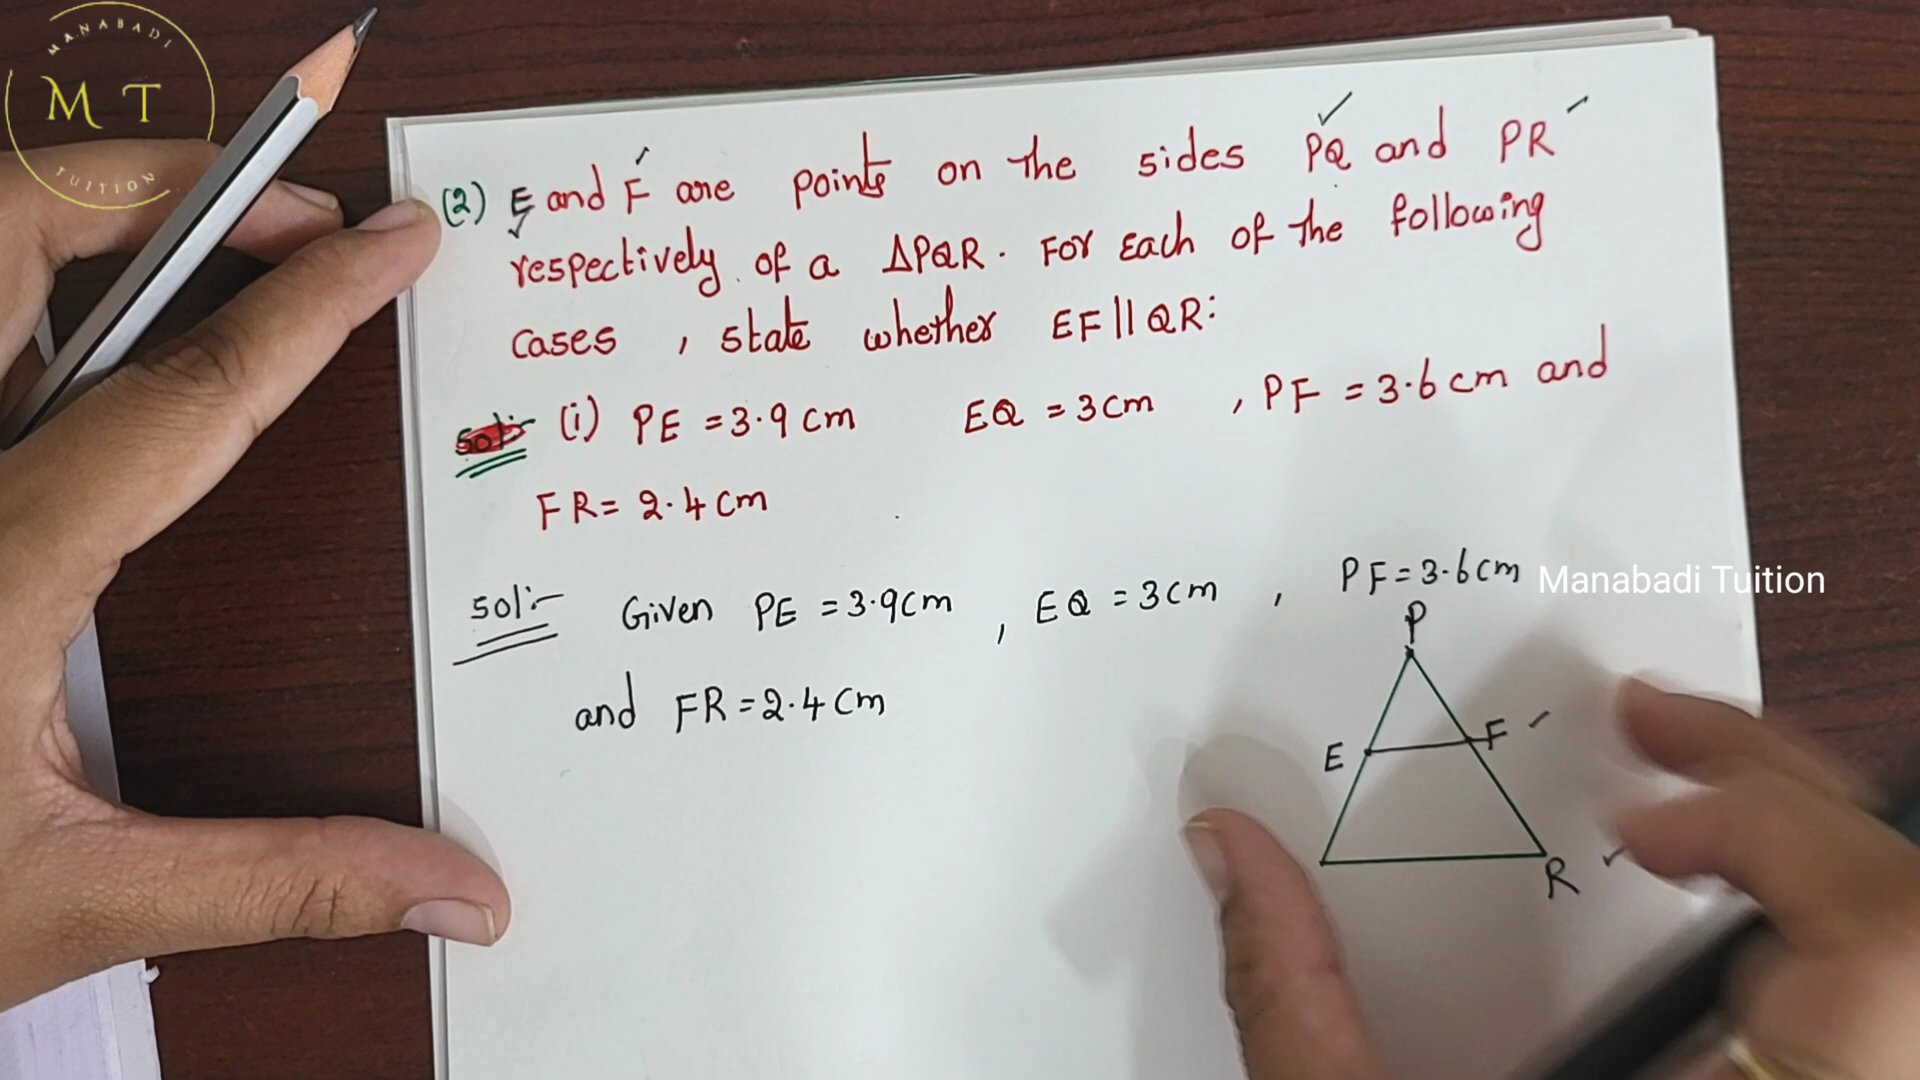 MANABADI
M T
TUITION
(2) E and F are points on the sides PQ and PR
respectively of a ΔPQR. For Each of the following
cases, state whether EF||QR:
sol:- (i) PE = 3.9 cm EQ = 3cm , PF = 3.6 cm and
FR = 2.4 cm
sol:- Given PE = 3.9cm , EQ = 3cm , PF = 3.6cm
Manabadi Tuition
and FR = 2.4 cm
P
E F
R